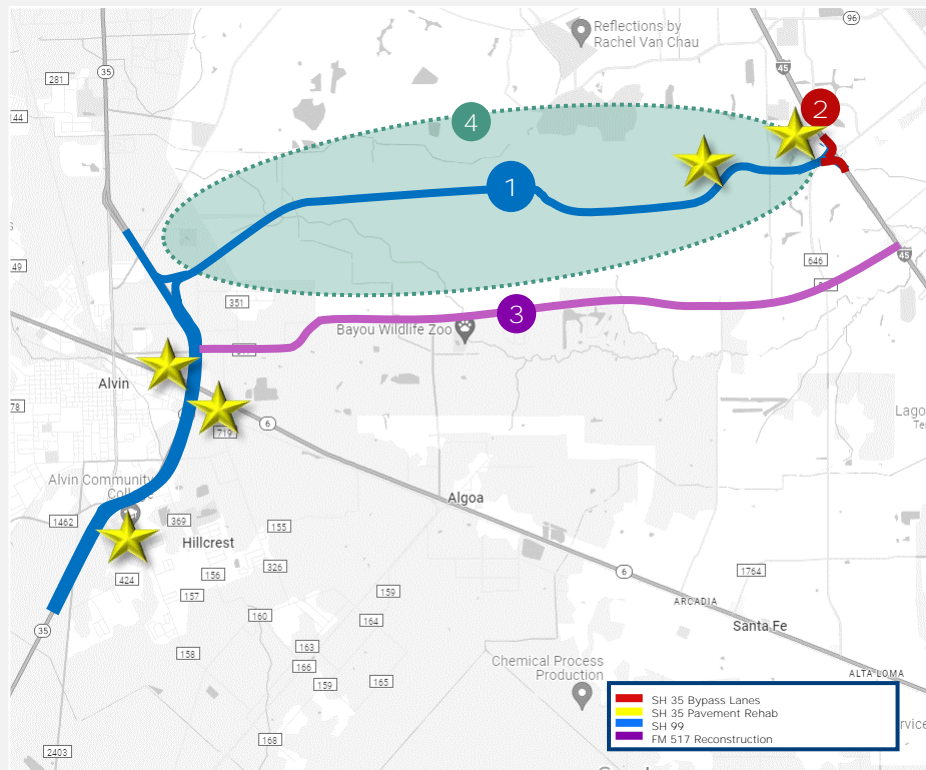 96
Reflections by
Rachel Van Chau
35
45
281
44
2
4
1
49
646
45
351
3
Bayou Wildlife Zoo
Alvin
78
6
719
Lago
Alvin Community
College
Algoa
1462
369
155
Hillcrest
424
156
326
6
1764
157
159
ARCADIA
160
164
Santa Fe
35
163
158
166
Chemical Process
Production
ALTA LOMA
159
165
SH 35 Bypass Lanes
SH 35 Pavement Rehab
SH 99
FM 517 Reconstruction
rvice
168
2403